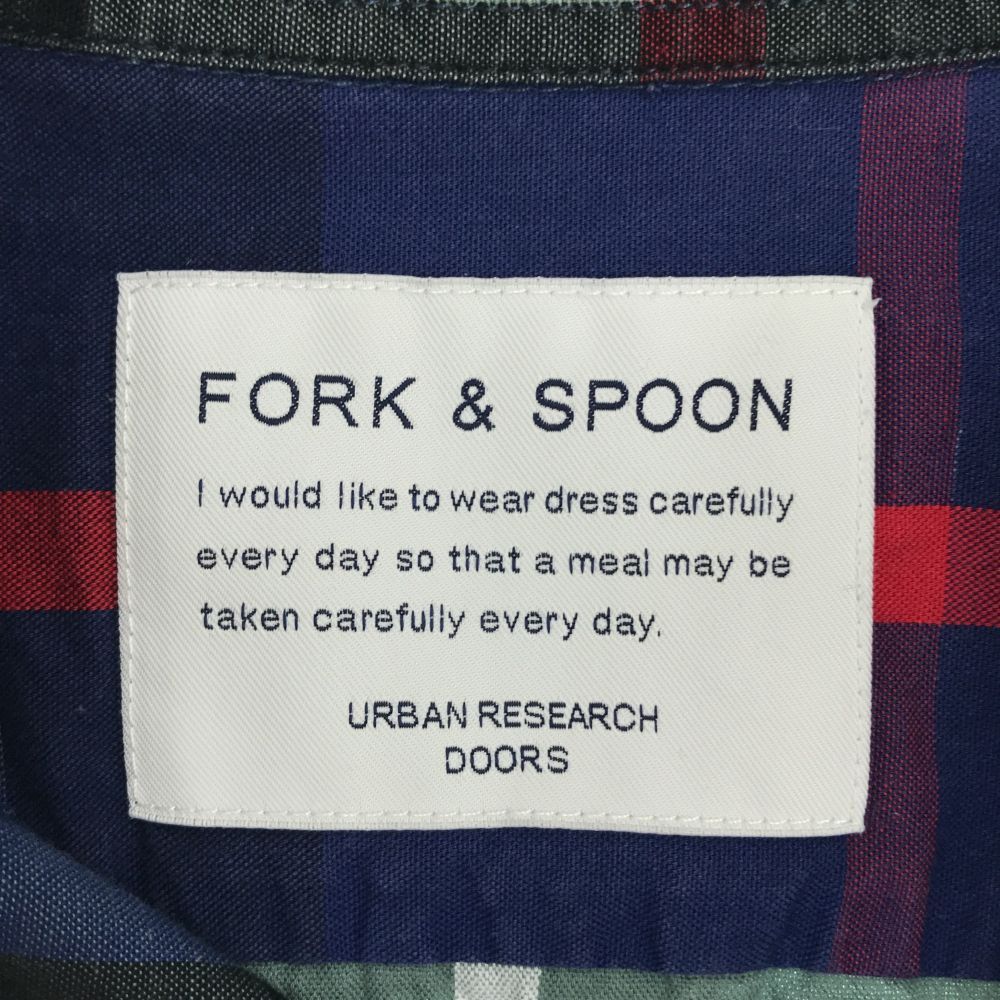 FORK & SPOON
I would like to wear dress carefully
every day so that a meal may be
taken carefully every day.
URBAN RESEARCH
DOORS